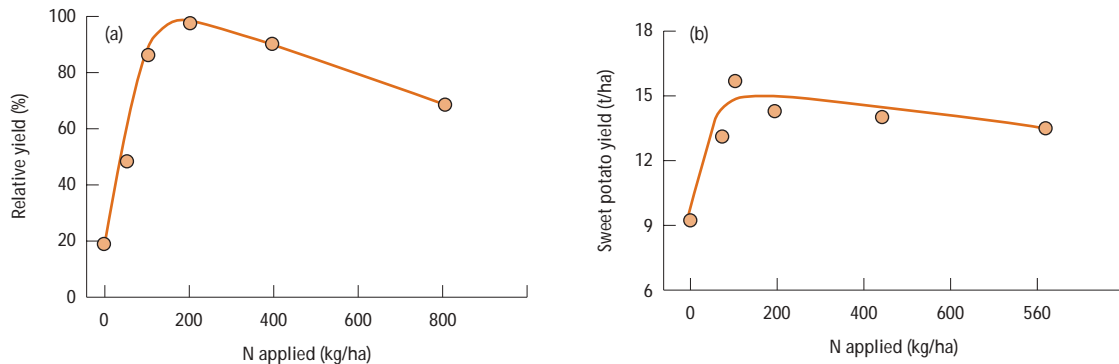 (a)
Relative yield (%)
100
80
60
40
20
0
0 200 400 600 800
N applied (kg/ha)
(b)
Sweet potato yield (t/ha)
18
15
12
9
6
0 200 400 600 560
N applied (kg/ha)